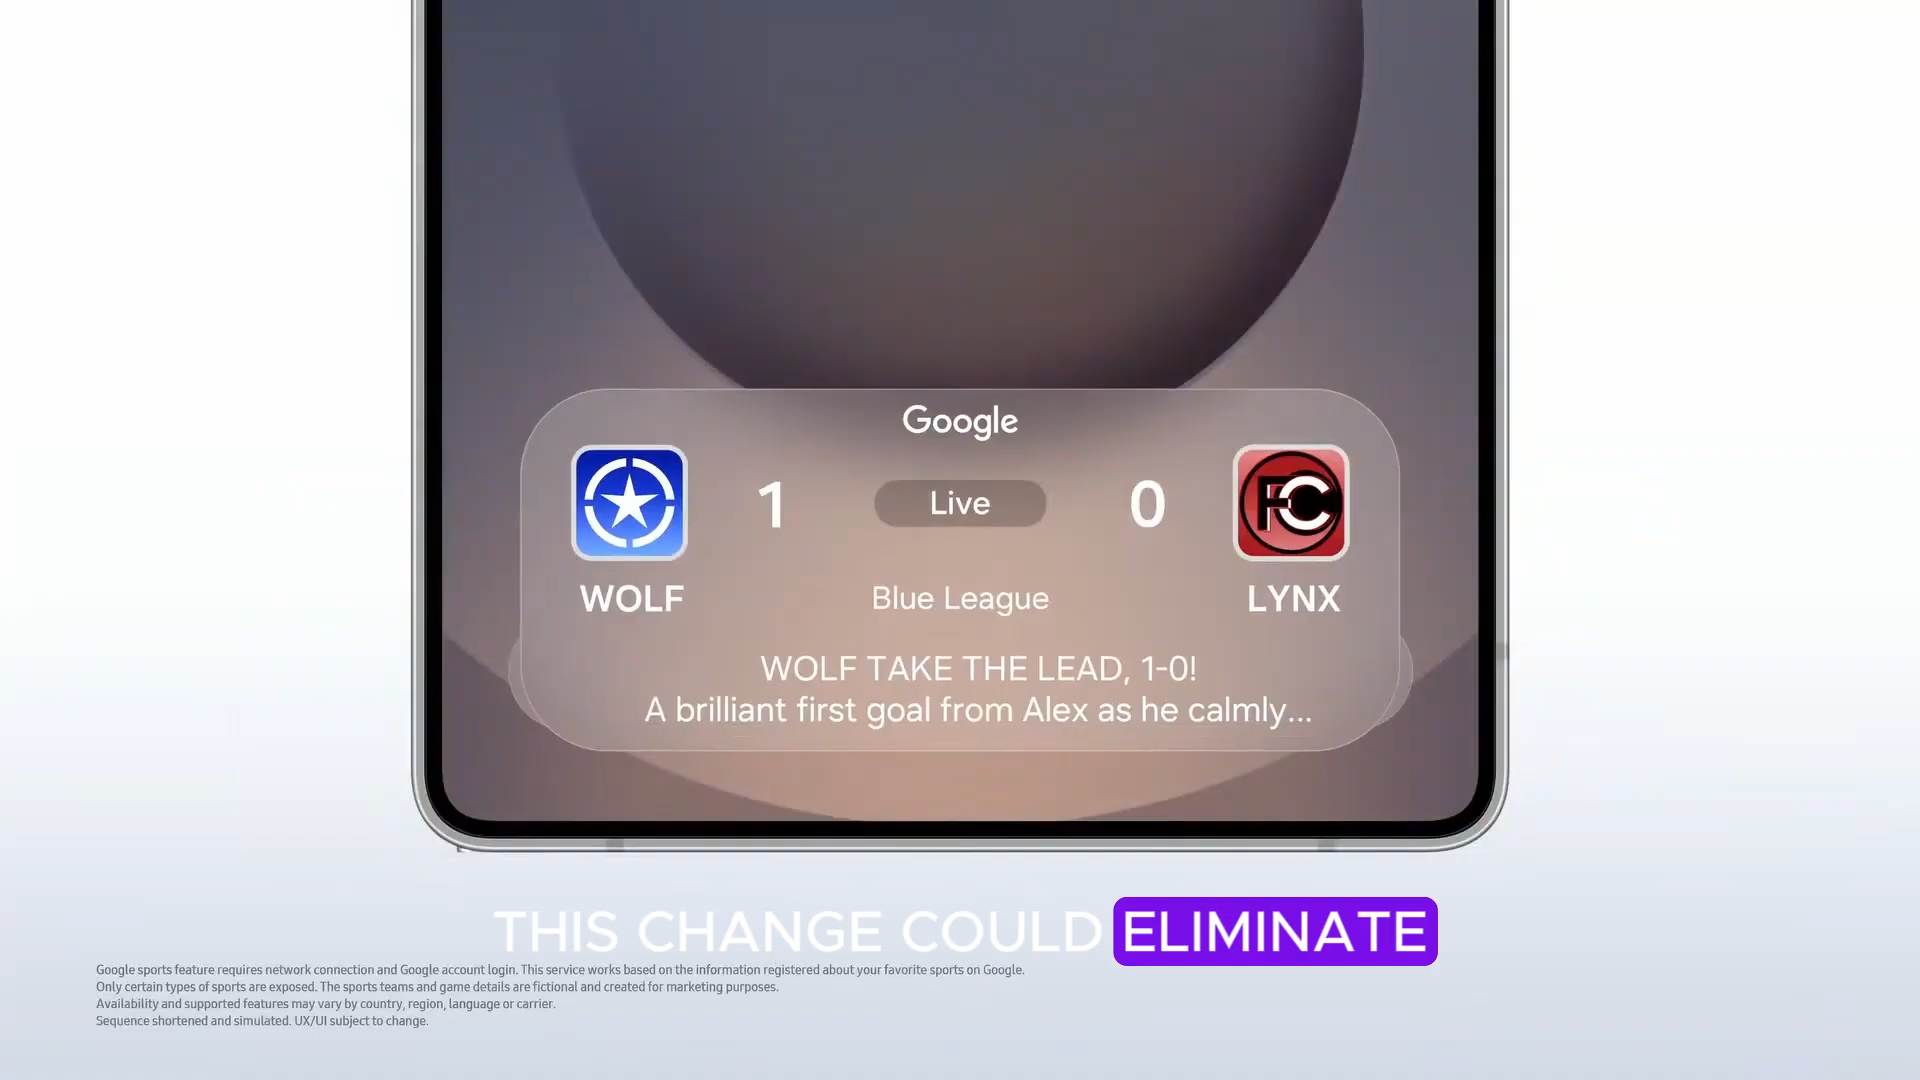 Google
1 Live 0
FC
WOLF Blue League LYNX
WOLF TAKE THE LEAD, 1-0!
A brilliant first goal from Alex as he calmly...
THIS CHANGE COULD ELIMINATE
Google sports feature requires network connection and Google account login. This service works based on the information registered about your favorite sports on Google.
Only certain types of sports are exposed. The sports teams and game details are fictional and created for marketing purposes.
Availability and supported features may vary by country, region, language or carrier.
Sequence shortened and simulated. UX/UI subject to change.